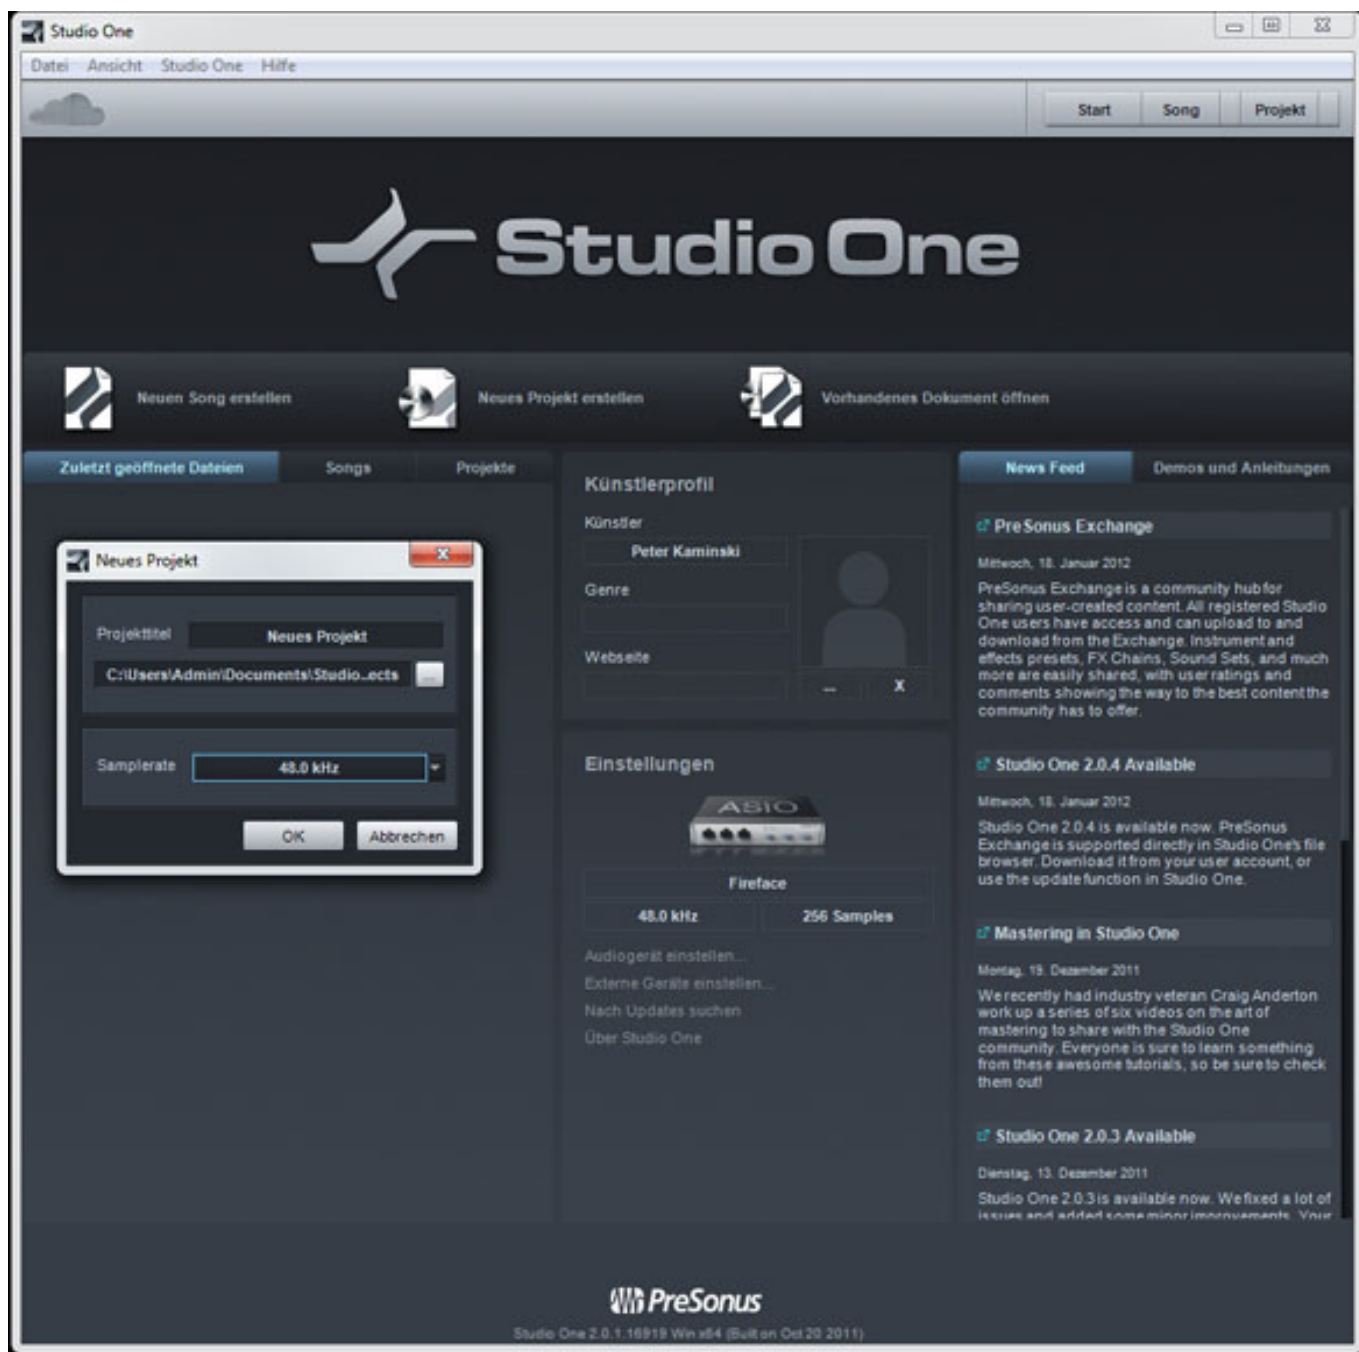 Studio One
Datei Ansicht Studio One Hilfe
Start Song Projekt
Studio One
Neuen Song erstellen
Neues Projekt erstellen
Vorhandenes Dokument öffnen
Zuletzt geöffnete Dateien Songs Projekte
Neues Projekt
Projekttitel Neues Projekt
C:\Users\Admin\Documents\Studio..ects ...
Samplerate 48.0 kHz
OK Abbrechen
Künstlerprofil
Künstler
Peter Kaminski
Genre
Webseite
... X
Einstellungen
ASIO
Fireface
48.0 kHz 256 Samples
Audiogerät einstellen...
Externe Geräte einstellen...
Nach Updates suchen
Über Studio One
News Feed Demos und Anleitungen
PreSonus Exchange
Mittwoch, 18. Januar 2012
PreSonus Exchange is a community hub for
sharing user-created content. All registered Studio
One users have access and can upload to and
download from the Exchange. Instrument and
effects presets, FX Chains, Sound Sets, and much
more are easily shared, with user ratings and
comments showing the way to the best content the
community has to offer.
Studio One 2.0.4 Available
Mittwoch, 18. Januar 2012
Studio One 2.0.4 is available now. PreSonus
Exchange is supported directly in Studio One's file
browser. Download it from your user account, or
use the update function in Studio One.
Mastering in Studio One
Montag, 19. Dezember 2011
We recently had industry veteran Craig Anderton
work up a series of six videos on the art of
mastering to share with the Studio One
community. Everyone is sure to learn something
from these awesome tutorials, so be sure to check
them out!
Studio One 2.0.3 Available
Dienstag, 13. Dezember 2011
Studio One 2.0.3 is available now. We fixed a lot of
issues and added some minor improvements. Your
PreSonus
Studio One 2.0.1.16919 Win x64 (Built on Oct 20 2011)